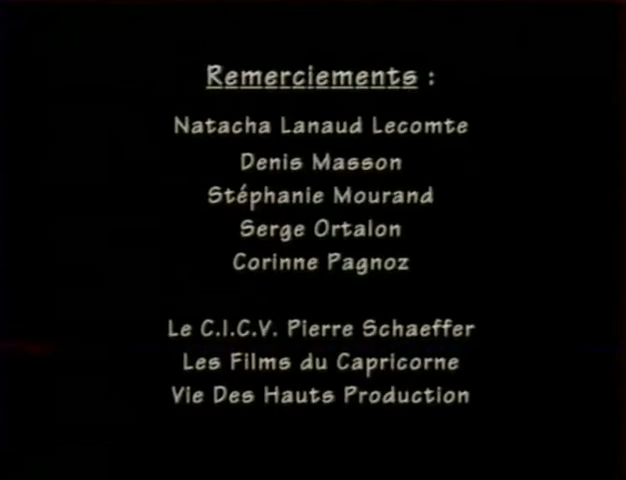 Remerciements :
Natacha Lanaud Lecomte
Denis Masson
Stéphanie Mourand
Serge Ortalon
Corinne Pagnoz
Le C.I.C.V. Pierre Schaeffer
Les Films du Capricorne
Vie Des Hauts Production